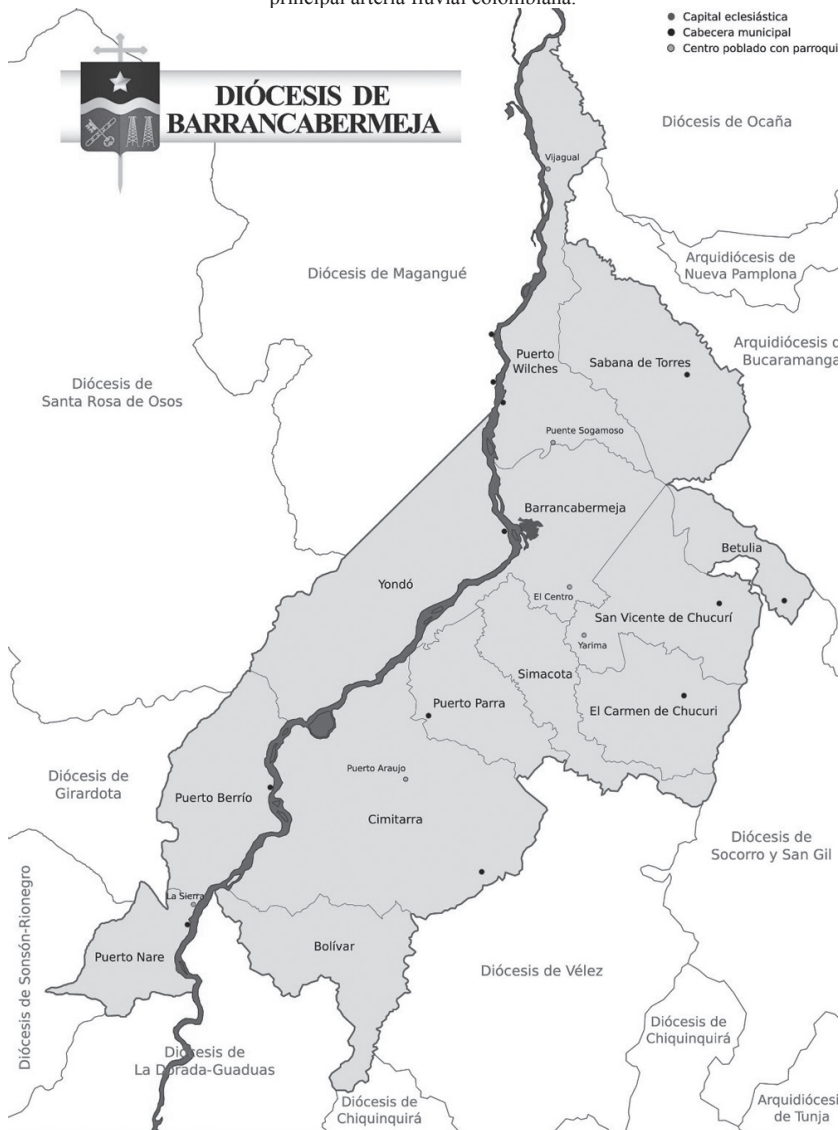 principal arteria fluvial colombiana.
Capital eclesiástica
Cabecera municipal
Centro poblado con parroqui
DIÓCESIS DE
BARRANCABERMEJA
Diócesis de Ocaña
Vijagual
Arquidiócesis de
Nueva Pamplona
Diócesis de Magangué
Arquidiócesis d
Bucaramanga
Puerto
Wilches
Sabana de Torres
Diócesis de
Santa Rosa de Osos
Puente Sogamoso
Barrancabermeja
Betulia
Yondó
El Centro
San Vicente de Chucurí
Yarima
Simacota
Puerto Parra
El Carmen de Chucuri
Diócesis de
Girardota
Puerto Araujo
Puerto Berrío
Cimitarra
Diócesis de
Socorro y San Gil
La Sierra
Diócesis de Sonsón-Rionegro
Puerto Nare
Bolívar
Diócesis de Vélez
Diócesis de
Chiquinquirá
Diócesis de
La Dorada-Guaduas
Diócesis de
Chiquinquirá
Arquidiócesi
de Tunja